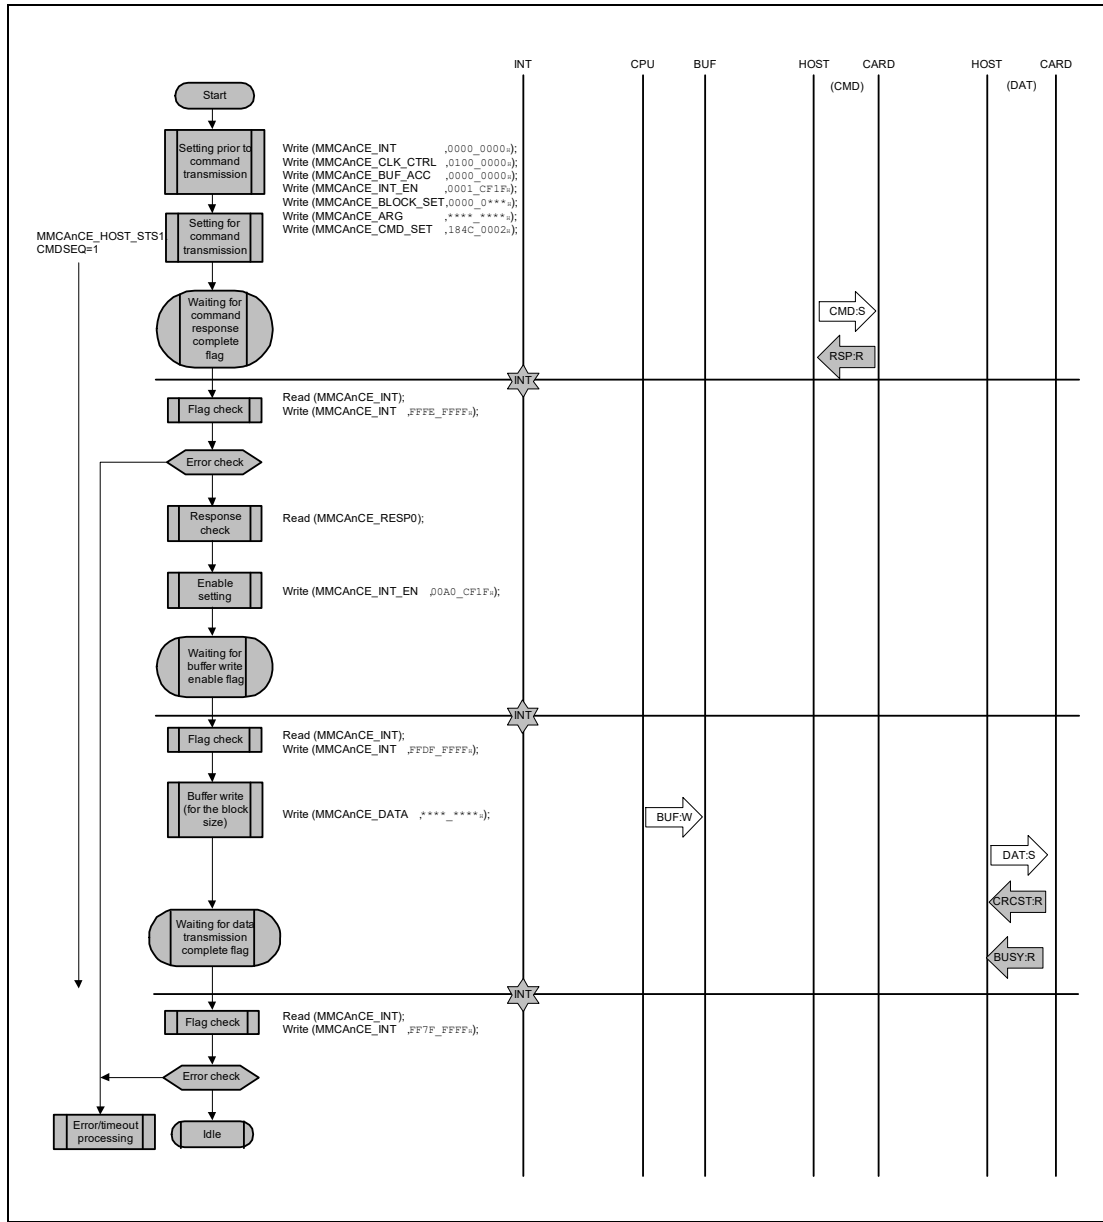 INT CPU BUF HOST CARD HOST CARD
(CMD) (DAT)
Start
Setting prior to
command
transmission
Write (MMCAnCE_INT ,0000_0000H);
Write (MMCAnCE_CLK_CTRL ,0100_0000H);
Write (MMCAnCE_BUF_ACC ,0000_0000H);
Write (MMCAnCE_INT_EN ,0001_CF1FH);
Write (MMCAnCE_BLOCK_SET,0000_0***H);
Write (MMCAnCE_ARG ,****_****H);
Write (MMCAnCE_CMD_SET ,184C_0002H);
Setting for
command
transmission
MMCAnCE_HOST_STS1
CMDSEQ=1
Waiting for
command
response
complete
flag
CMD:S
RSP:R
INT
Flag check
Read (MMCAnCE_INT);
Write (MMCAnCE_INT ,FFFE_FFFFH);
Error check
Response
check
Read (MMCAnCE_RESP0);
Enable
setting
Write (MMCAnCE_INT_EN ,00A0_CF1FH);
Waiting for
buffer write
enable flag
INT
Flag check
Read (MMCAnCE_INT);
Write (MMCAnCE_INT ,FFDF_FFFFH);
Buffer write
(for the block
size)
Write (MMCAnCE_DATA ,****_****H);
BUF:W
DAT:S
CRCST:R
Waiting for data
transmission
complete flag
BUSY:R
INT
Flag check
Read (MMCAnCE_INT);
Write (MMCAnCE_INT ,FF7F_FFFFH);
Error check
Error/timeout
processing
Idle